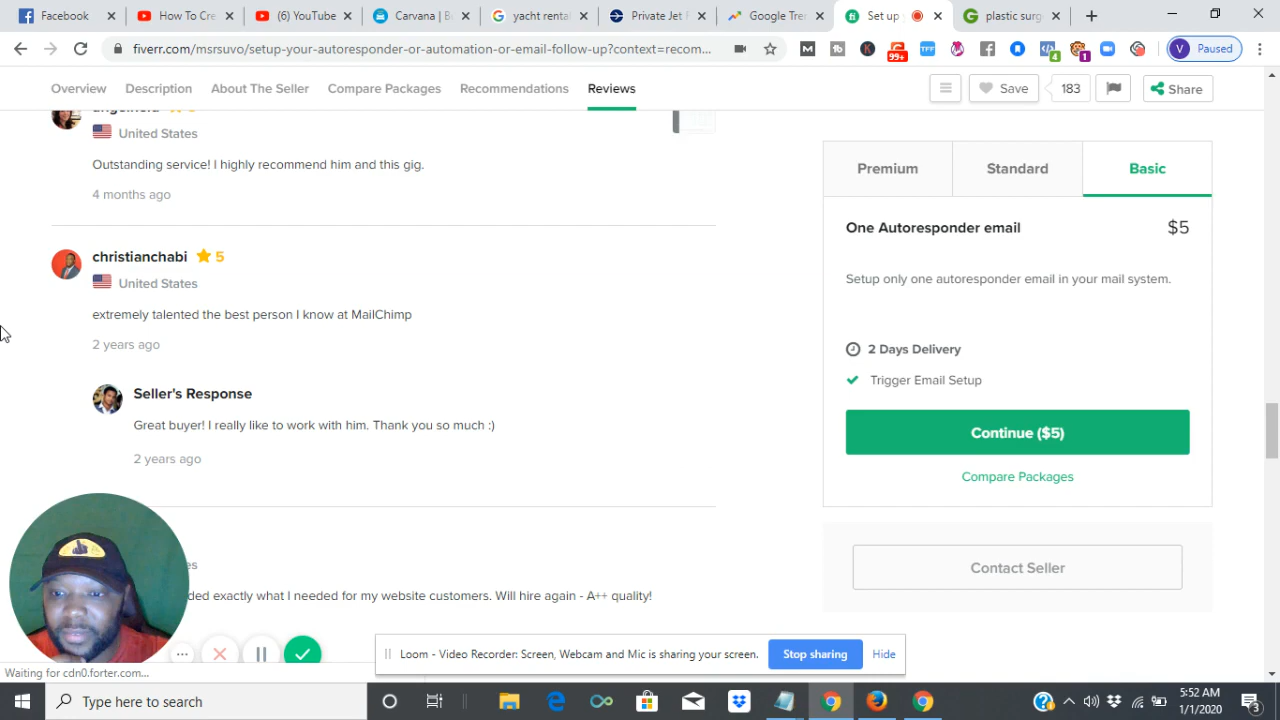 Facebook
How To Cre
(6) YouTube
Carvana | B
yacht rental
Private Jet F
Google Tren
Set up y
plastic surg
fiverr.com/msrsuvo/setup-your-autoresponder-or-automation-or-email-follow-up?context=recom...
99+
TFF
4
1
V
Paused
Overview
Description
About The Seller
Compare Packages
Recommendations
Reviews
Save
183
Share
United States
Outstanding service! I highly recommend him and this gig.
4 months ago
christianchabi
5
United States
extremely talented the best person I know at MailChimp
2 years ago
Seller's Response
Great buyer! I really like to work with him. Thank you so much :)
2 years ago
ded exactly what I needed for my website customers. Will hire again - A++ quality!
Premium
Standard
Basic
One Autoresponder email
$5
Setup only one autoresponder email in your mail system.
2 Days Delivery
Trigger Email Setup
Continue ($5)
Compare Packages
Contact Seller
Loom - Video Recorder: Screen, Webcam and Mic is sharing your screen.
Stop sharing
Hide
Waiting for cdn0.forter.com...
Type here to search
5:52 AM
1/1/2020
3